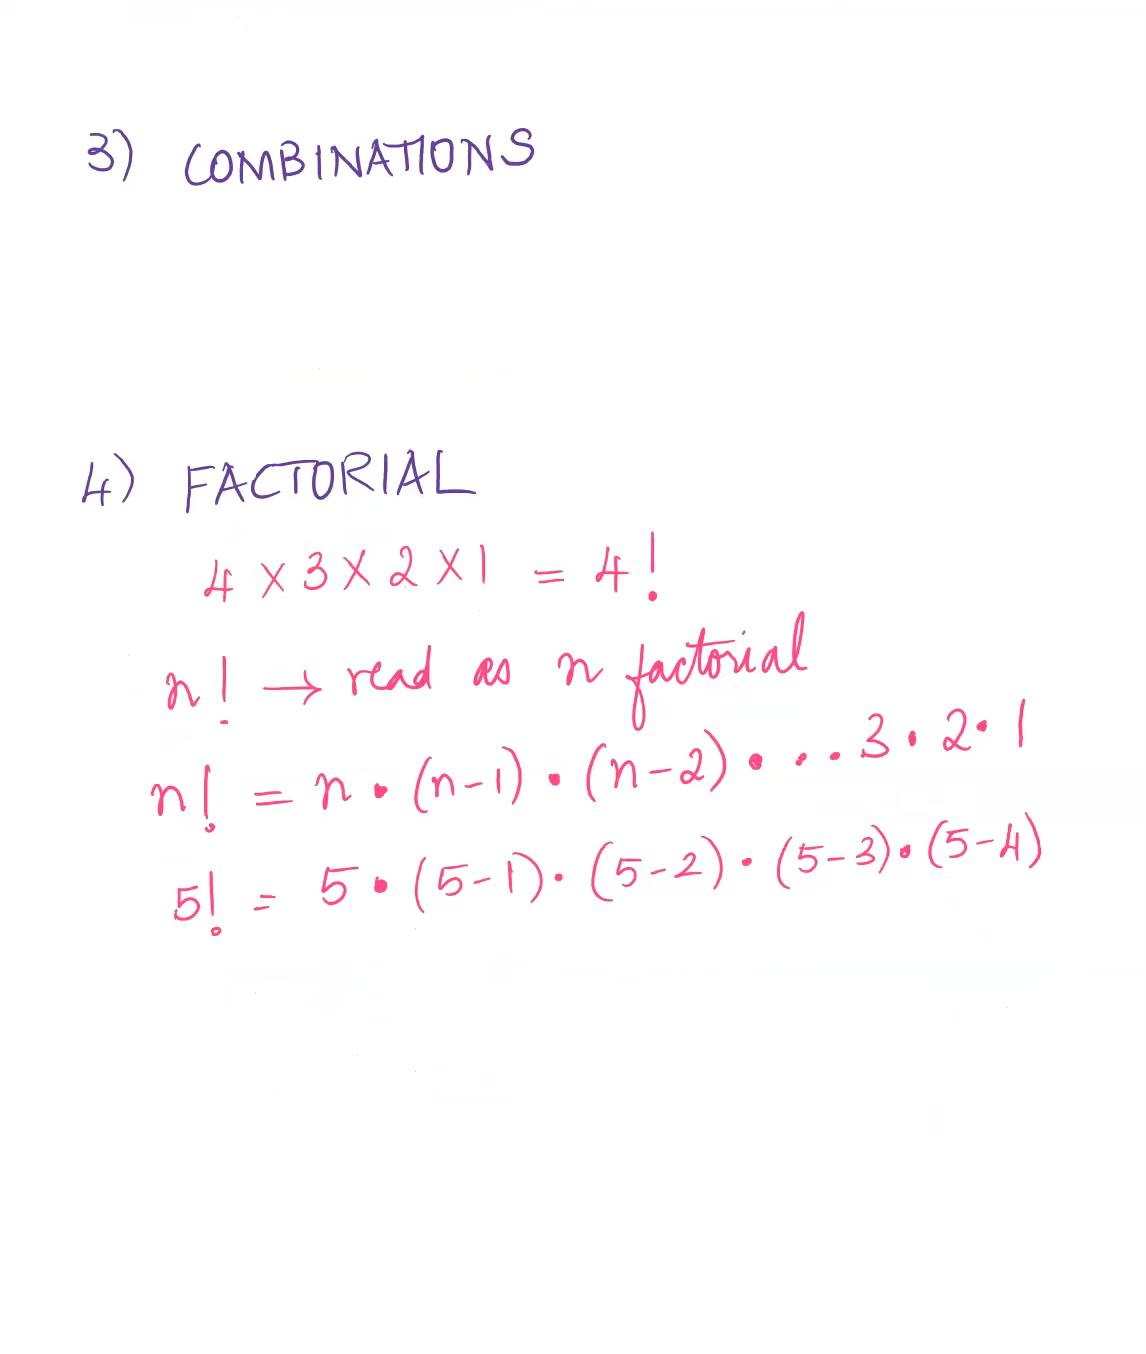 3) COMBINATIONS
4) FACTORIAL
4 × 3 × 2 × 1 = 4!
n! → read as n factorial
n! = n • (n-1) • (n-2) • • • 3 • 2 • 1
5! = 5 • (5-1) • (5-2) • (5-3) • (5-4)